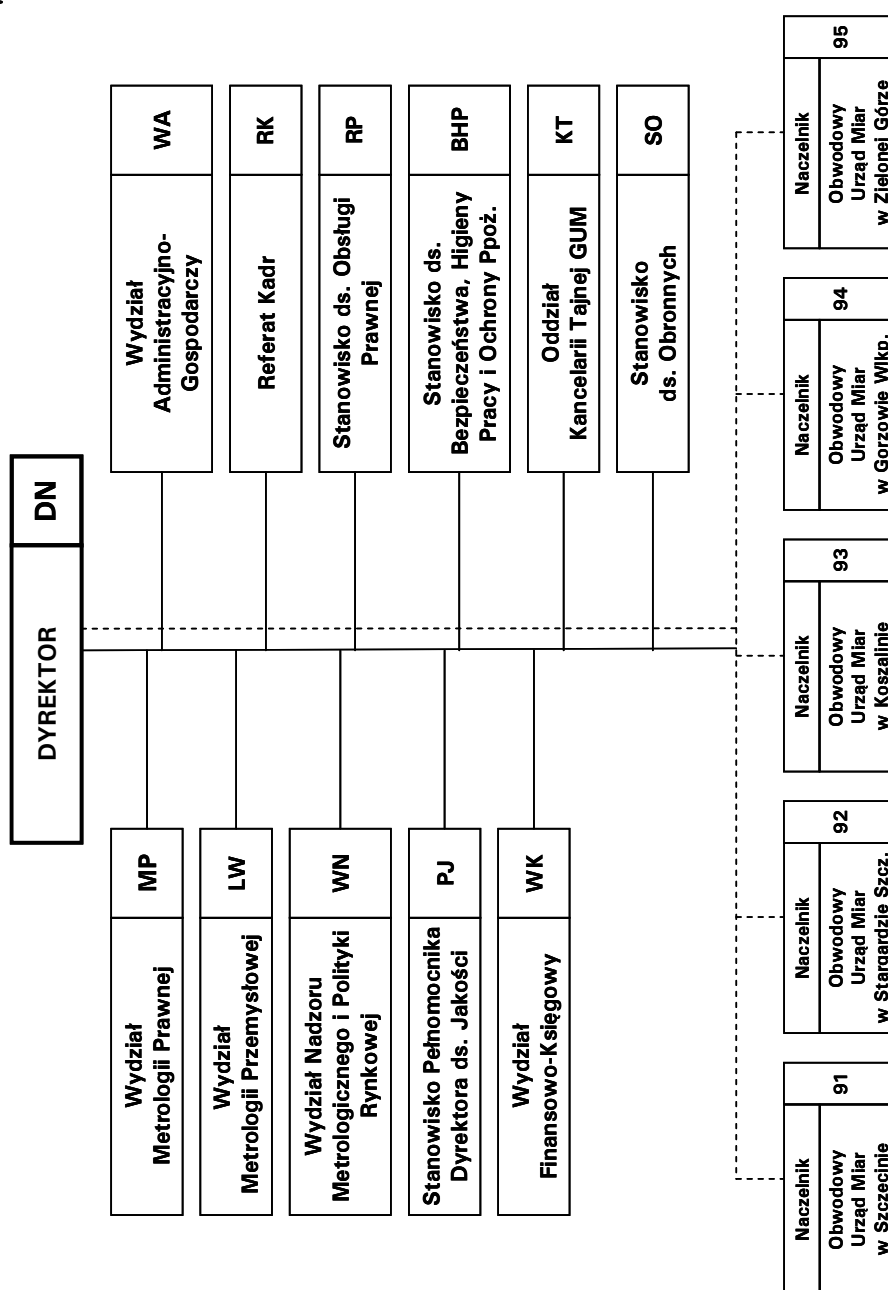 DYREKTOR
DN
Wydział
Metrologii Prawnej
MP
Wydział
Metrologii Przemysłowej
LW
Wydział Nadzoru
Metrologicznego i Polityki
Rynkowej
WN
Stanowisko Pełnomocnika
Dyrektora ds. Jakości
PJ
Wydział
Finansowo-Księgowy
WK
Wydział
Administracyjno-
Gospodarczy
WA
Referat Kadr
RK
Stanowisko ds. Obsługi
Prawnej
RP
Stanowisko ds.
Bezpieczeństwa, Higieny
Pracy i Ochrony Ppoż.
BHP
Oddział
Kancelarii Tajnej GUM
KT
Stanowisko
ds. Obronnych
SO
Naczelnik
Obwodowy
Urząd Miar
w Szczecinie
91
Naczelnik
Obwodowy
Urząd Miar
w Stargardzie Szcz.
92
Naczelnik
Obwodowy
Urząd Miar
w Koszalinie
93
Naczelnik
Obwodowy
Urząd Miar
w Gorzowie Wlkp.
94
Naczelnik
Obwodowy
Urząd Miar
w Zielonej Górze
95